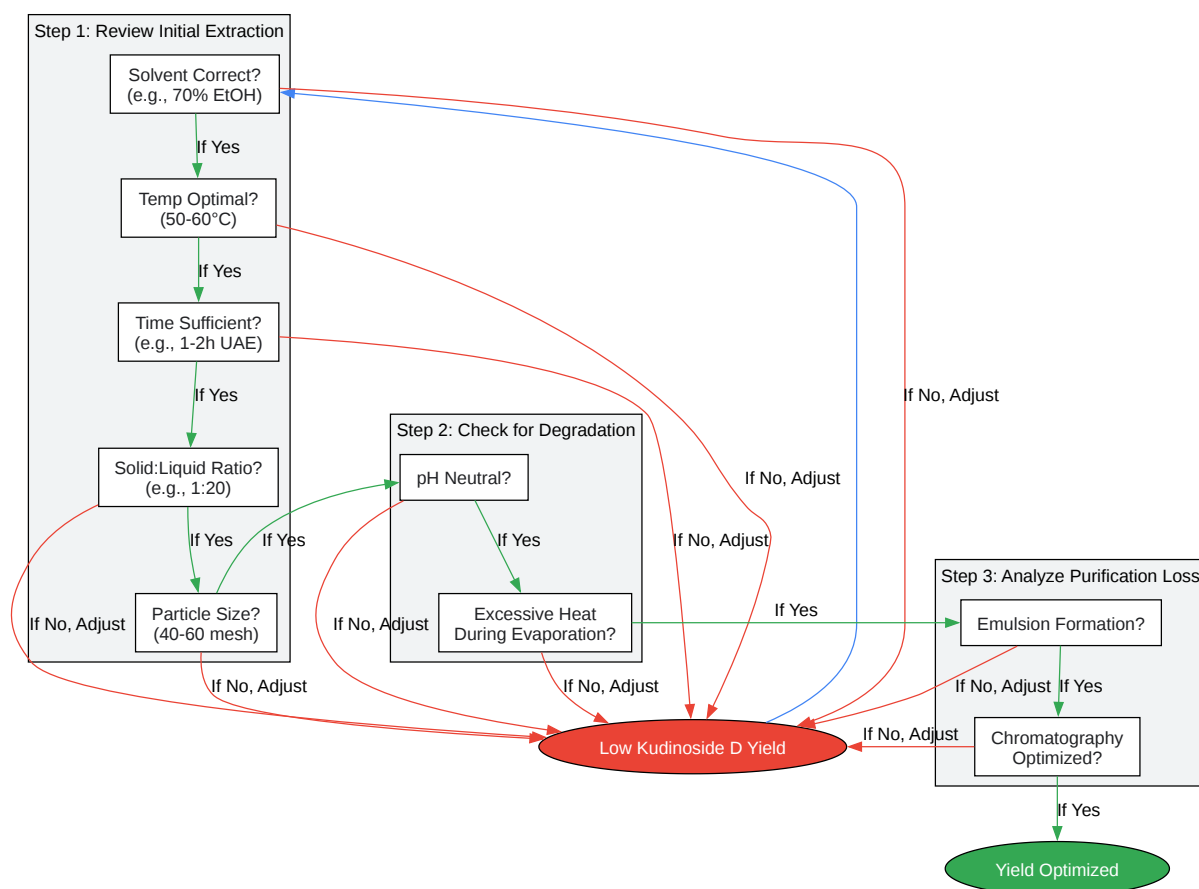 Step 1: Review Initial Extraction
Solvent Correct?
(e.g., 70% EtOH)
If Yes
Temp Optimal?
(50-60°C)
If Yes
Time Sufficient?
(e.g., 1-2h UAE)
If Yes
If No, Adjust
Step 2: Check for Degradation
Solid:Liquid Ratio?
(e.g., 1:20)
pH Neutral?
If No, Adjust
If Yes
If Yes
If Yes
If No, Adjust
Step 3: Analyze Purification Loss
Particle Size?
(40-60 mesh)
If No, Adjust
If No, Adjust
Excessive Heat
During Evaporation?
If Yes
Emulsion Formation?
If No, Adjust
If No, Adjust
If No, Adjust
If Yes
Low Kudinoside D Yield
If No, Adjust
Chromatography
Optimized?
If Yes
Yield Optimized